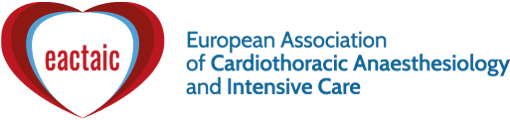 eactaic
European Association
of Cardiothoracic Anaesthesiology
and Intensive Care